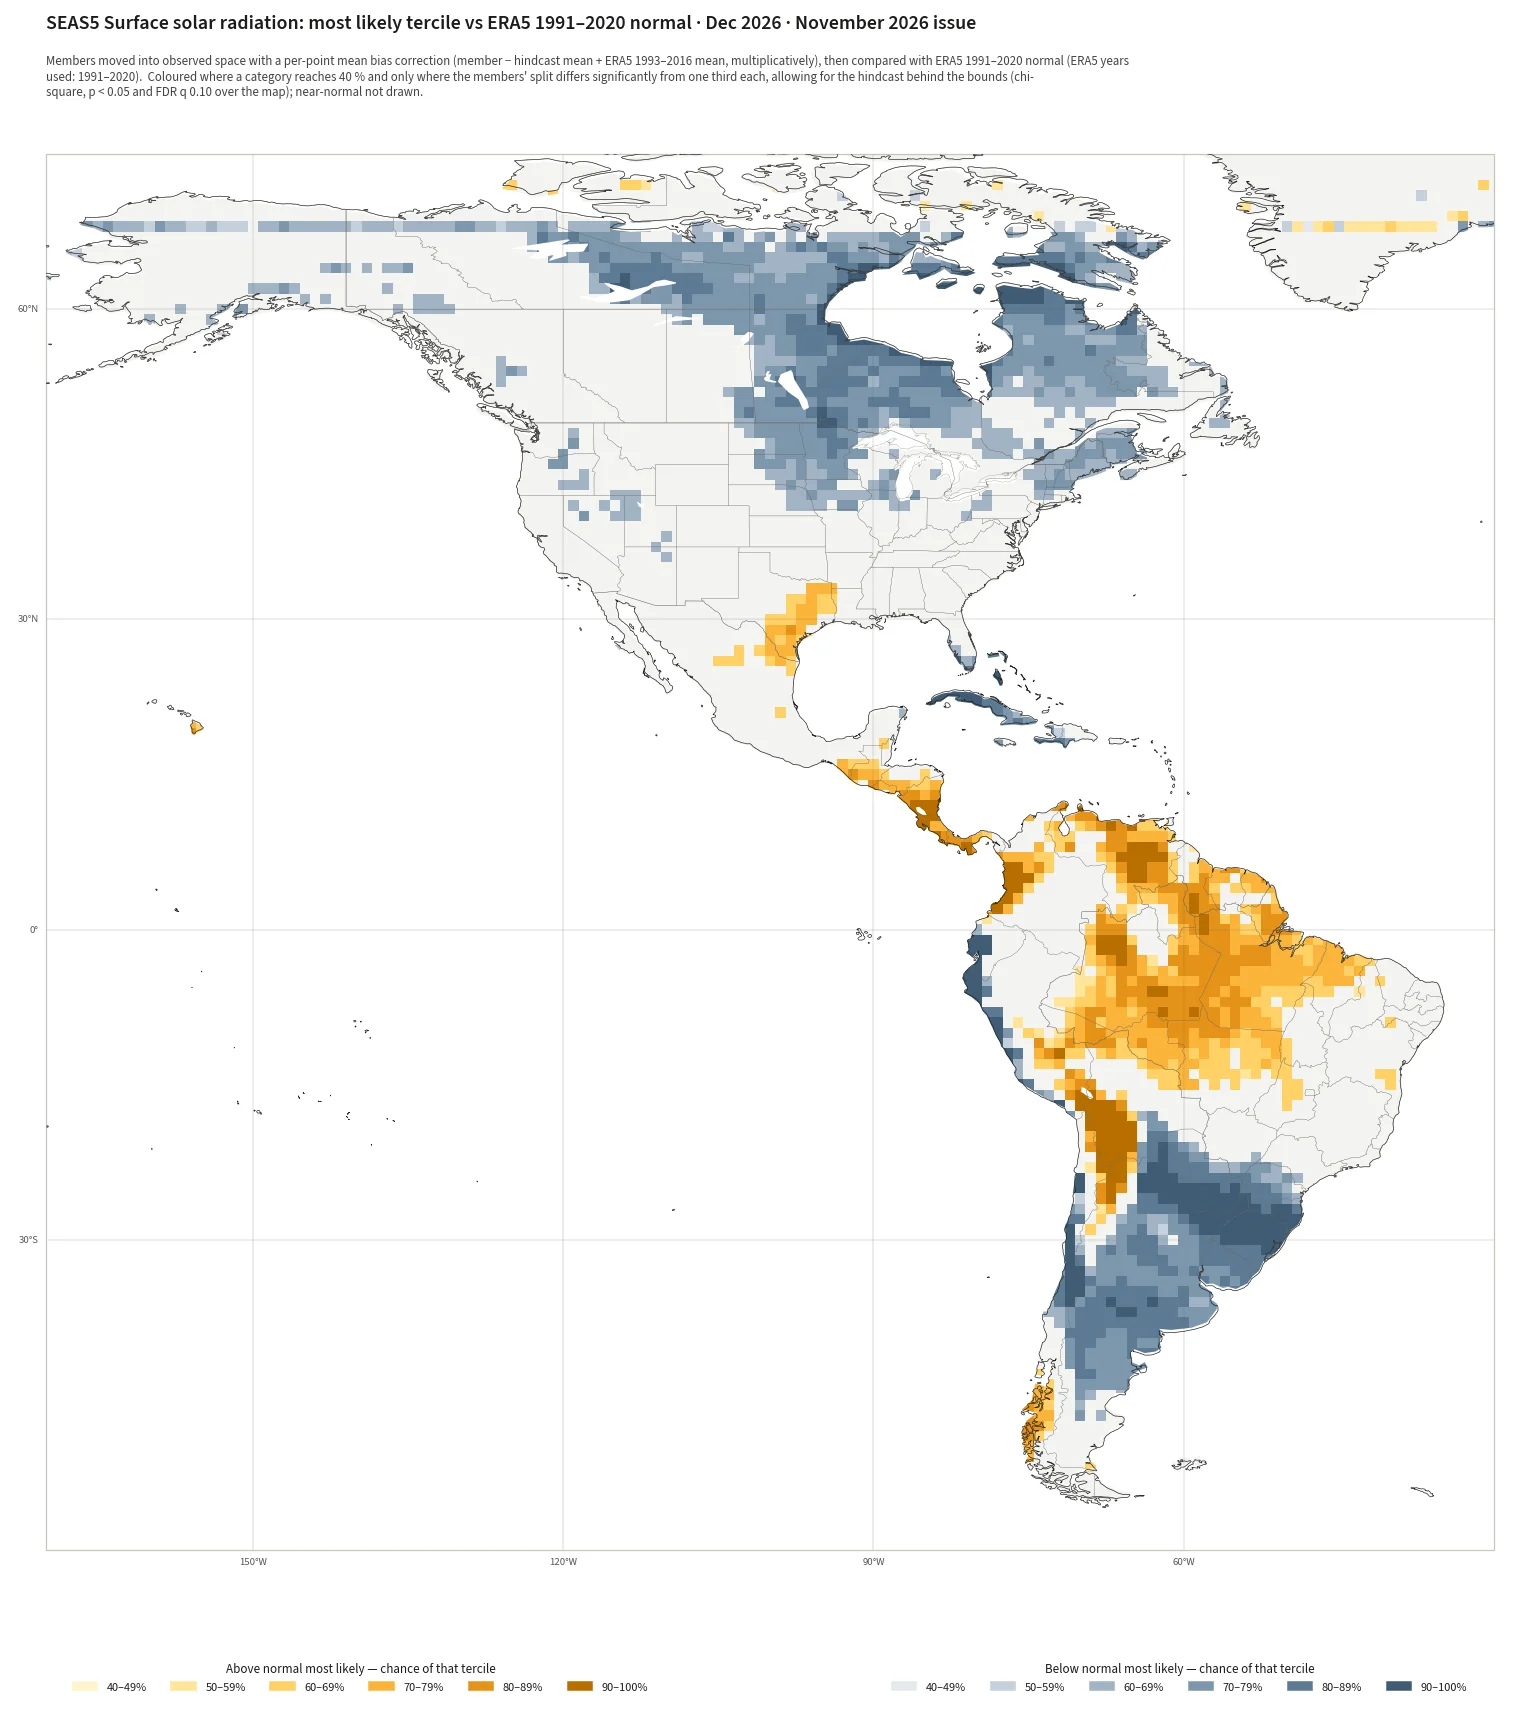 SEAS5 Surface solar radiation: most likely tercile vs ERA5 1991–2020 normal · Dec 2026 · November 2026 issue
Members moved into observed space with a per-point mean bias correction (member − hindcast mean + ERA5 1993–2016 mean, multiplicatively), then compared with ERA5 1991–2020 normal (ERA5 years
used: 1991–2020).  Coloured where a category reaches 40 % and only where the members' split differs significantly from one third each, allowing for the hindcast behind the bounds (chi-
square, p < 0.05 and FDR q 0.10 over the map); near-normal not drawn.
60°N
30°N
0°
30°S
150°W
120°W
90°W
60°W
Above normal most likely — chance of that tercile
40–49%
50–59%
60–69%
70–79%
80–89%
90–100%
Below normal most likely — chance of that tercile
40–49%
50–59%
60–69%
70–79%
80–89%
90–100%